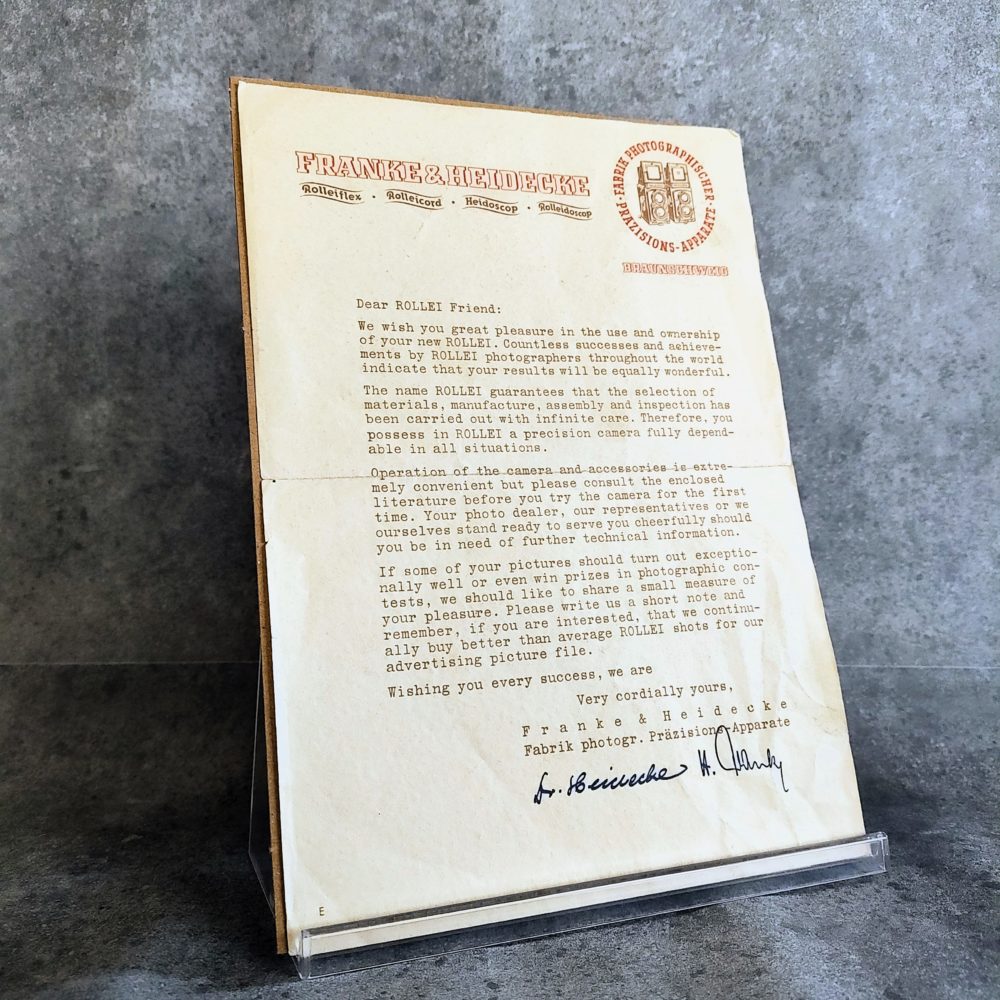 FRANKE & HEIDECKE
Rolleiflex · Rolleicord · Heidoscop · Rolleidoscop
FABRIK PHOTOGRAPHISCHER · PRÄZISIONS-APPARATE ·
BRAUNSCHWEIG
Dear ROLLEI Friend:
We wish you great pleasure in the use and ownership
of your new ROLLEI. Countless successes and achieve-
ments by ROLLEI photographers throughout the world
indicate that your results will be equally wonderful.
The name ROLLEI guarantees that the selection of
materials, manufacture, assembly and inspection has
been carried out with infinite care. Therefore, you
possess in ROLLEI a precision camera fully depend-
able in all situations.
Operation of the camera and accessories is extre-
mely convenient but please consult the enclosed
literature before you try the camera for the first
time. Your photo dealer, our representatives or we
ourselves stand ready to serve you cheerfully should
you be in need of further technical information.
If some of your pictures should turn out exceptio-
nally well or even win prizes in photographic con-
tests, we should like to share a small measure of
your pleasure. Please write us a short note and
remember, if you are interested, that we continu-
ally buy better than average ROLLEI shots for our
advertising picture file.
Wishing you every success, we are
Very cordially yours,
Franke & Heidecke
Fabrik photogr. Präzisions-Apparate
Dr. Heidecke H. Franke
E